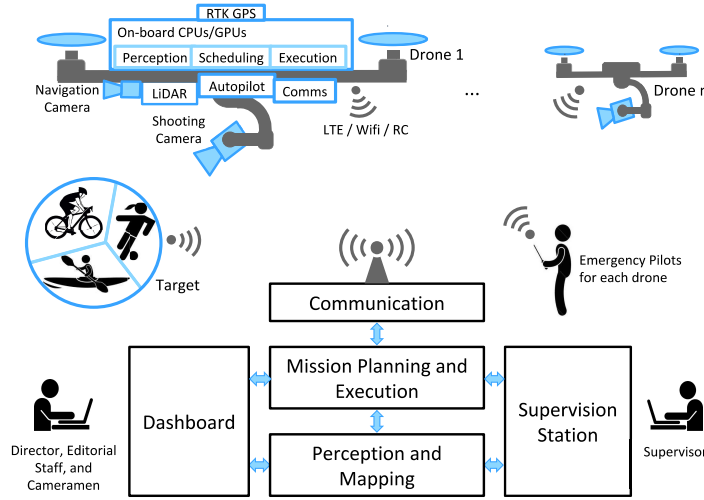 RTK GPS
On-board CPUs/GPUs
Perception Scheduling Execution
Drone 1
Navigation
Camera
LiDAR
Autopilot
Comms
...
Drone n
Shooting
Camera
LTE / Wifi / RC
Target
Emergency Pilots
for each drone
Communication
Mission Planning and
Execution
Dashboard
Supervision
Station
Perception and
Mapping
Director, Editorial
Staff, and
Cameramen
Supervisor